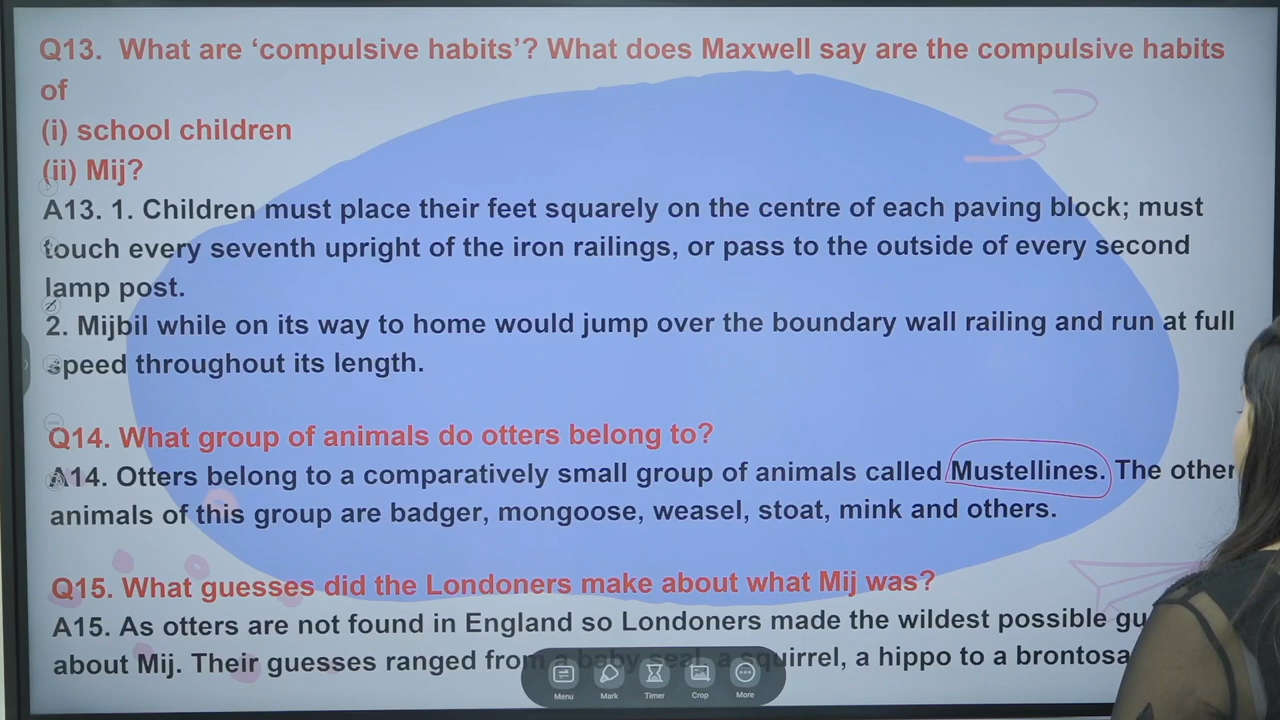 Q13. What are ‘compulsive habits’? What does Maxwell say are the compulsive habits
of
(i) school children
(ii) Mij?
A13. 1. Children must place their feet squarely on the centre of each paving block; must
touch every seventh upright of the iron railings, or pass to the outside of every second
lamp post.
2. Mijbil while on its way to home would jump over the boundary wall railing and run at full
speed throughout its length.
Q14. What group of animals do otters belong to?
A14. Otters belong to a comparatively small group of animals called Mustellines. The other
animals of this group are badger, mongoose, weasel, stoat, mink and others.
Q15. What guesses did the Londoners make about what Mij was?
A15. As otters are not found in England so Londoners made the wildest possible
about Mij. Their guesses ranged from a baby seal, a squirrel, a hippo to a
Menu Mark Timer Crop More